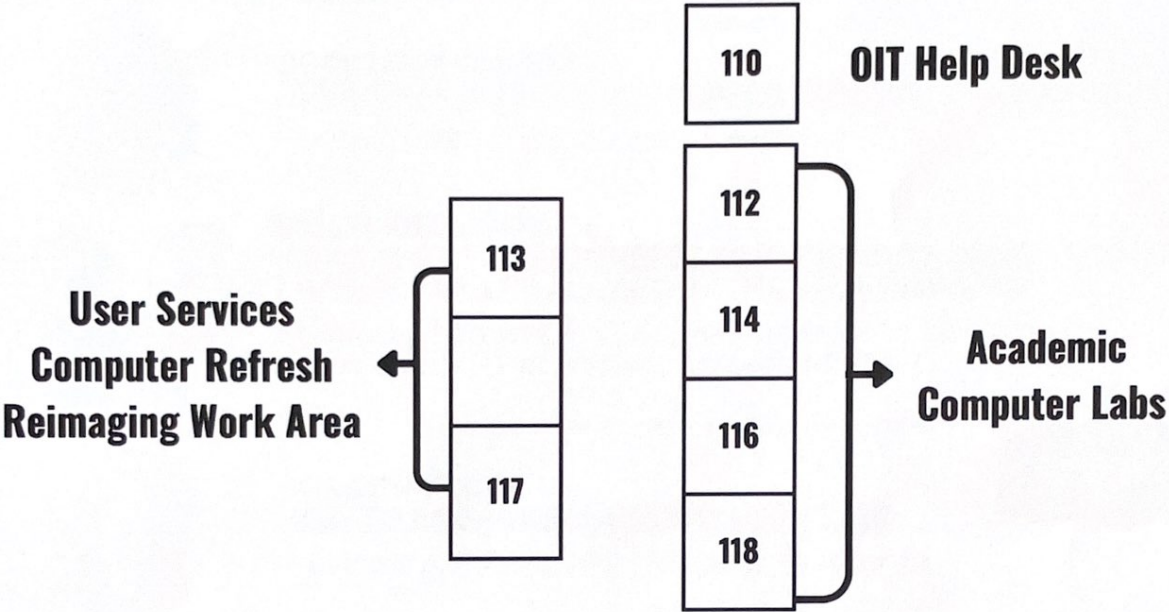 110
OIT Help Desk
112
113
114
User Services
Computer Refresh
Reimaging Work Area
Academic
Computer Labs
116
117
118